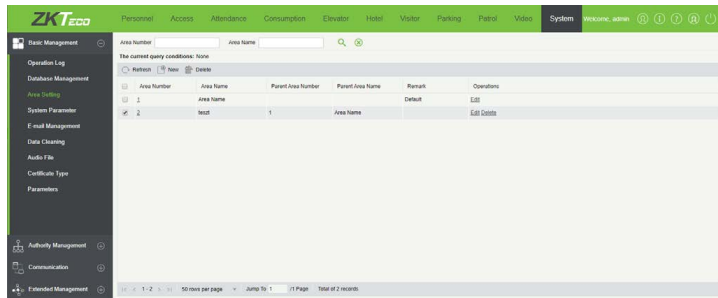 ZKTECO Personnel Access Attendance Consumption Elevator Hotel Visitor Parking Patrol Video System Welcome, admin
Basic Management
Operation Log
Database Management
Area Setting
System Parameter
E-mail Management
Data Cleaning
Audio File
Certificate Type
Parameters
Authority Management
Communication
Extended Management
Area Number Area Name
The current query conditions: None
Refresh New Delete
Area Number Area Name Parent Area Number Parent Area Name Remark Operations
1 Area Name Default Edit
2 teszt 1 Area Name Edit Delete
1-2 50 rows per page Jump To 1 /1 Page Total of 2 records